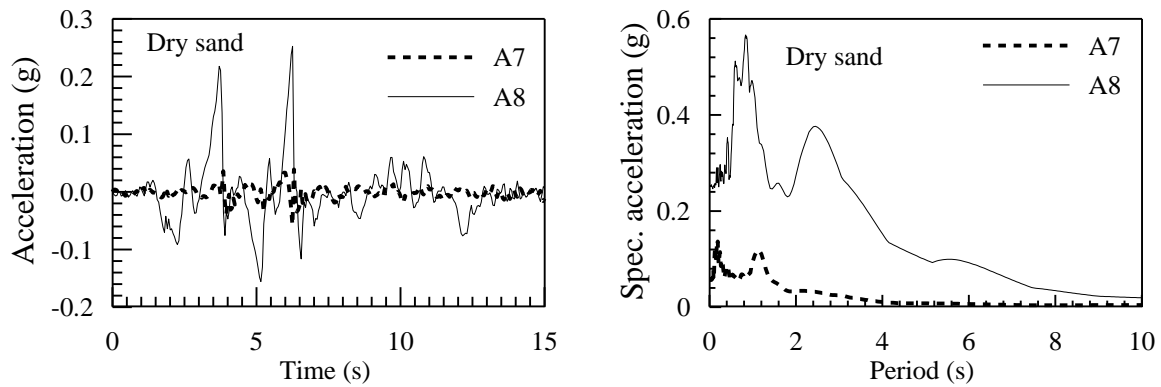 Acceleration (g)
0.3
0.2
0.1
0.0
-0.1
-0.2
Dry sand
A7
A8
0 5 10 15
Time (s)
Spec. acceleration (g)
0.6
0.4
0.2
0
Dry sand
A7
A8
0 2 4 6 8 10
Period (s)